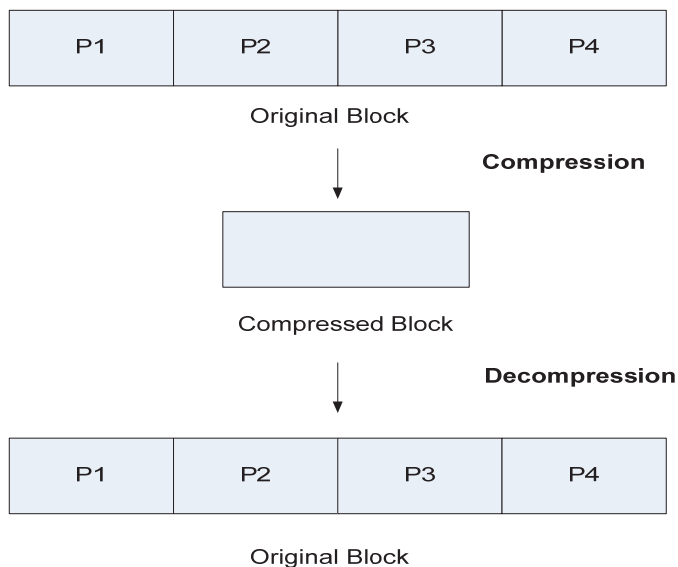 P1 P2 P3 P4
Original Block
Compression
Compressed Block
Decompression
P1 P2 P3 P4
Original Block